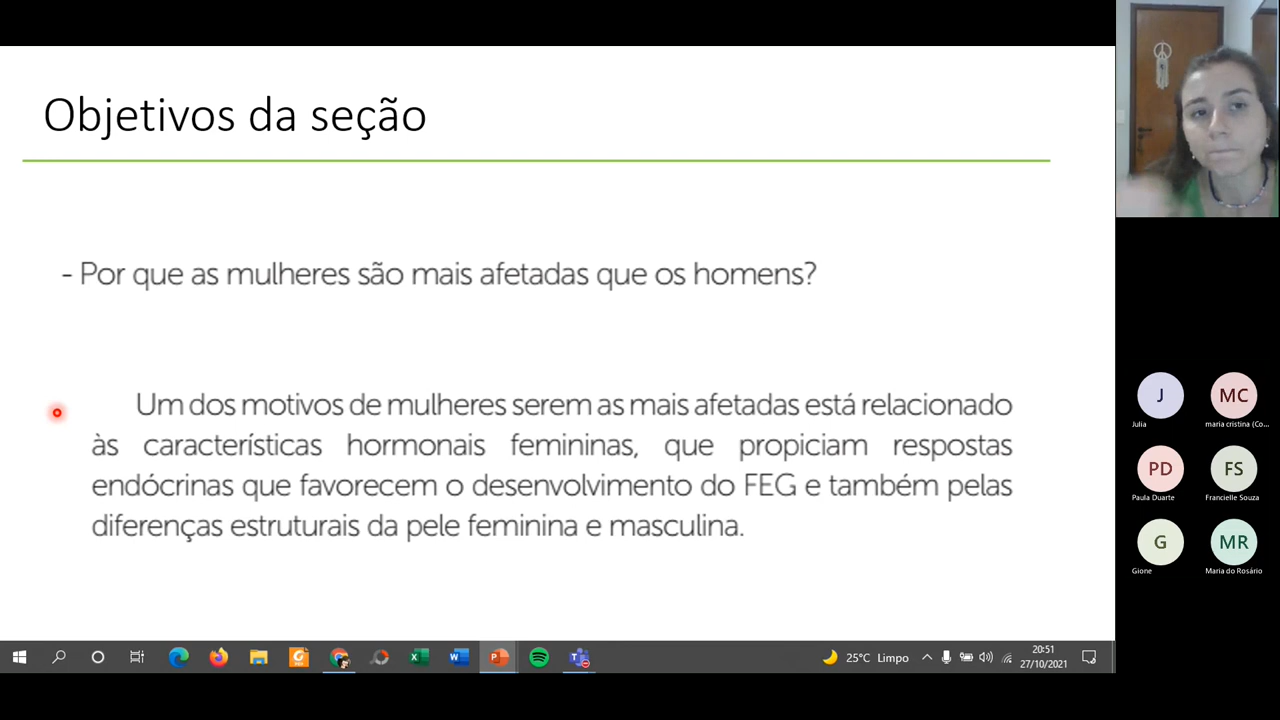 Objetivos da seção
- Por que as mulheres são mais afetadas que os homens?
Um dos motivos de mulheres serem as mais afetadas está relacionado
às características hormonais femininas, que propiciam respostas
endócrinas que favorecem o desenvolvimento do FEG e também pelas
diferenças estruturais da pele feminina e masculina.
J
Julia
MC
maria cristina (Co...
PD
Paula Duarte
FS
Francielle Souza
G
Gione
MR
Maria do Rosário
25°C Limpo
20:51
27/10/2021